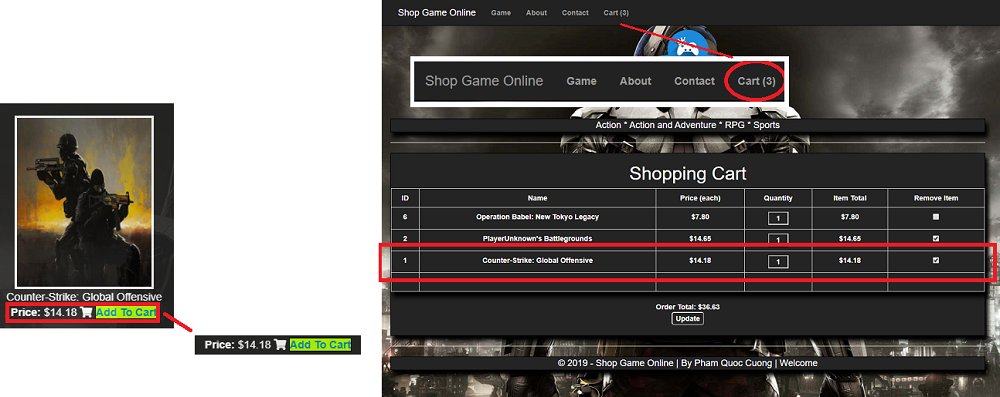 Counter-Strike: Global Offensive
Price: $14.18 Add To Cart
Price: $14.18 Add To Cart
Shop Game Online Game About Contact Cart (3)
Shop Game Online Game About Contact Cart (3)
Action * Action and Adventure * RPG * Sports
Shopping Cart
ID Name Price (each) Quantity Item Total Remove Item
6 Operation Babel: New Tokyo Legacy $7.80 1 $7.80
2 PlayerUnknown's Battlegrounds $14.65 1 $14.65
1 Counter-Strike: Global Offensive $14.18 1 $14.18
Order Total: $36.63
Update
© 2019 - Shop Game Online | By Pham Quoc Cuong | Welcome